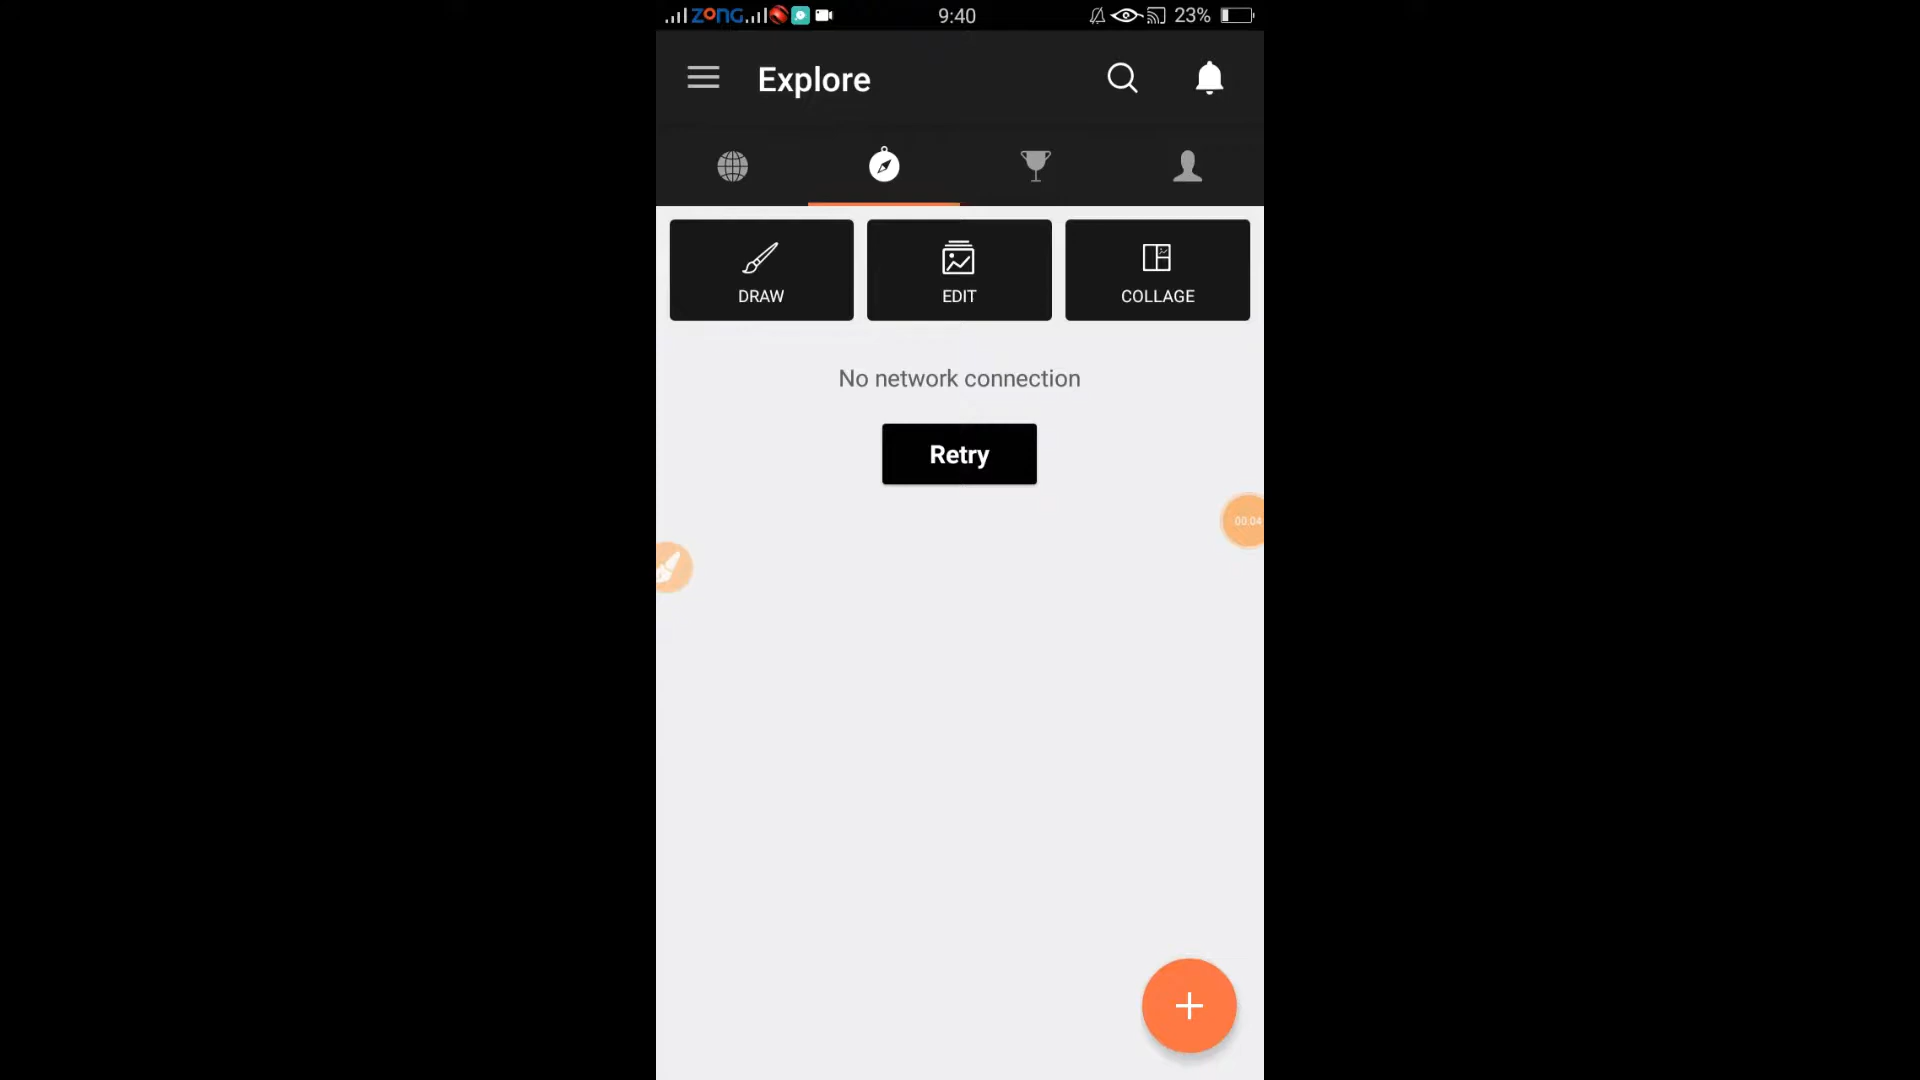 ZONG 9:40 23%
Explore
DRAW EDIT COLLAGE
No network connection
Retry
00:04